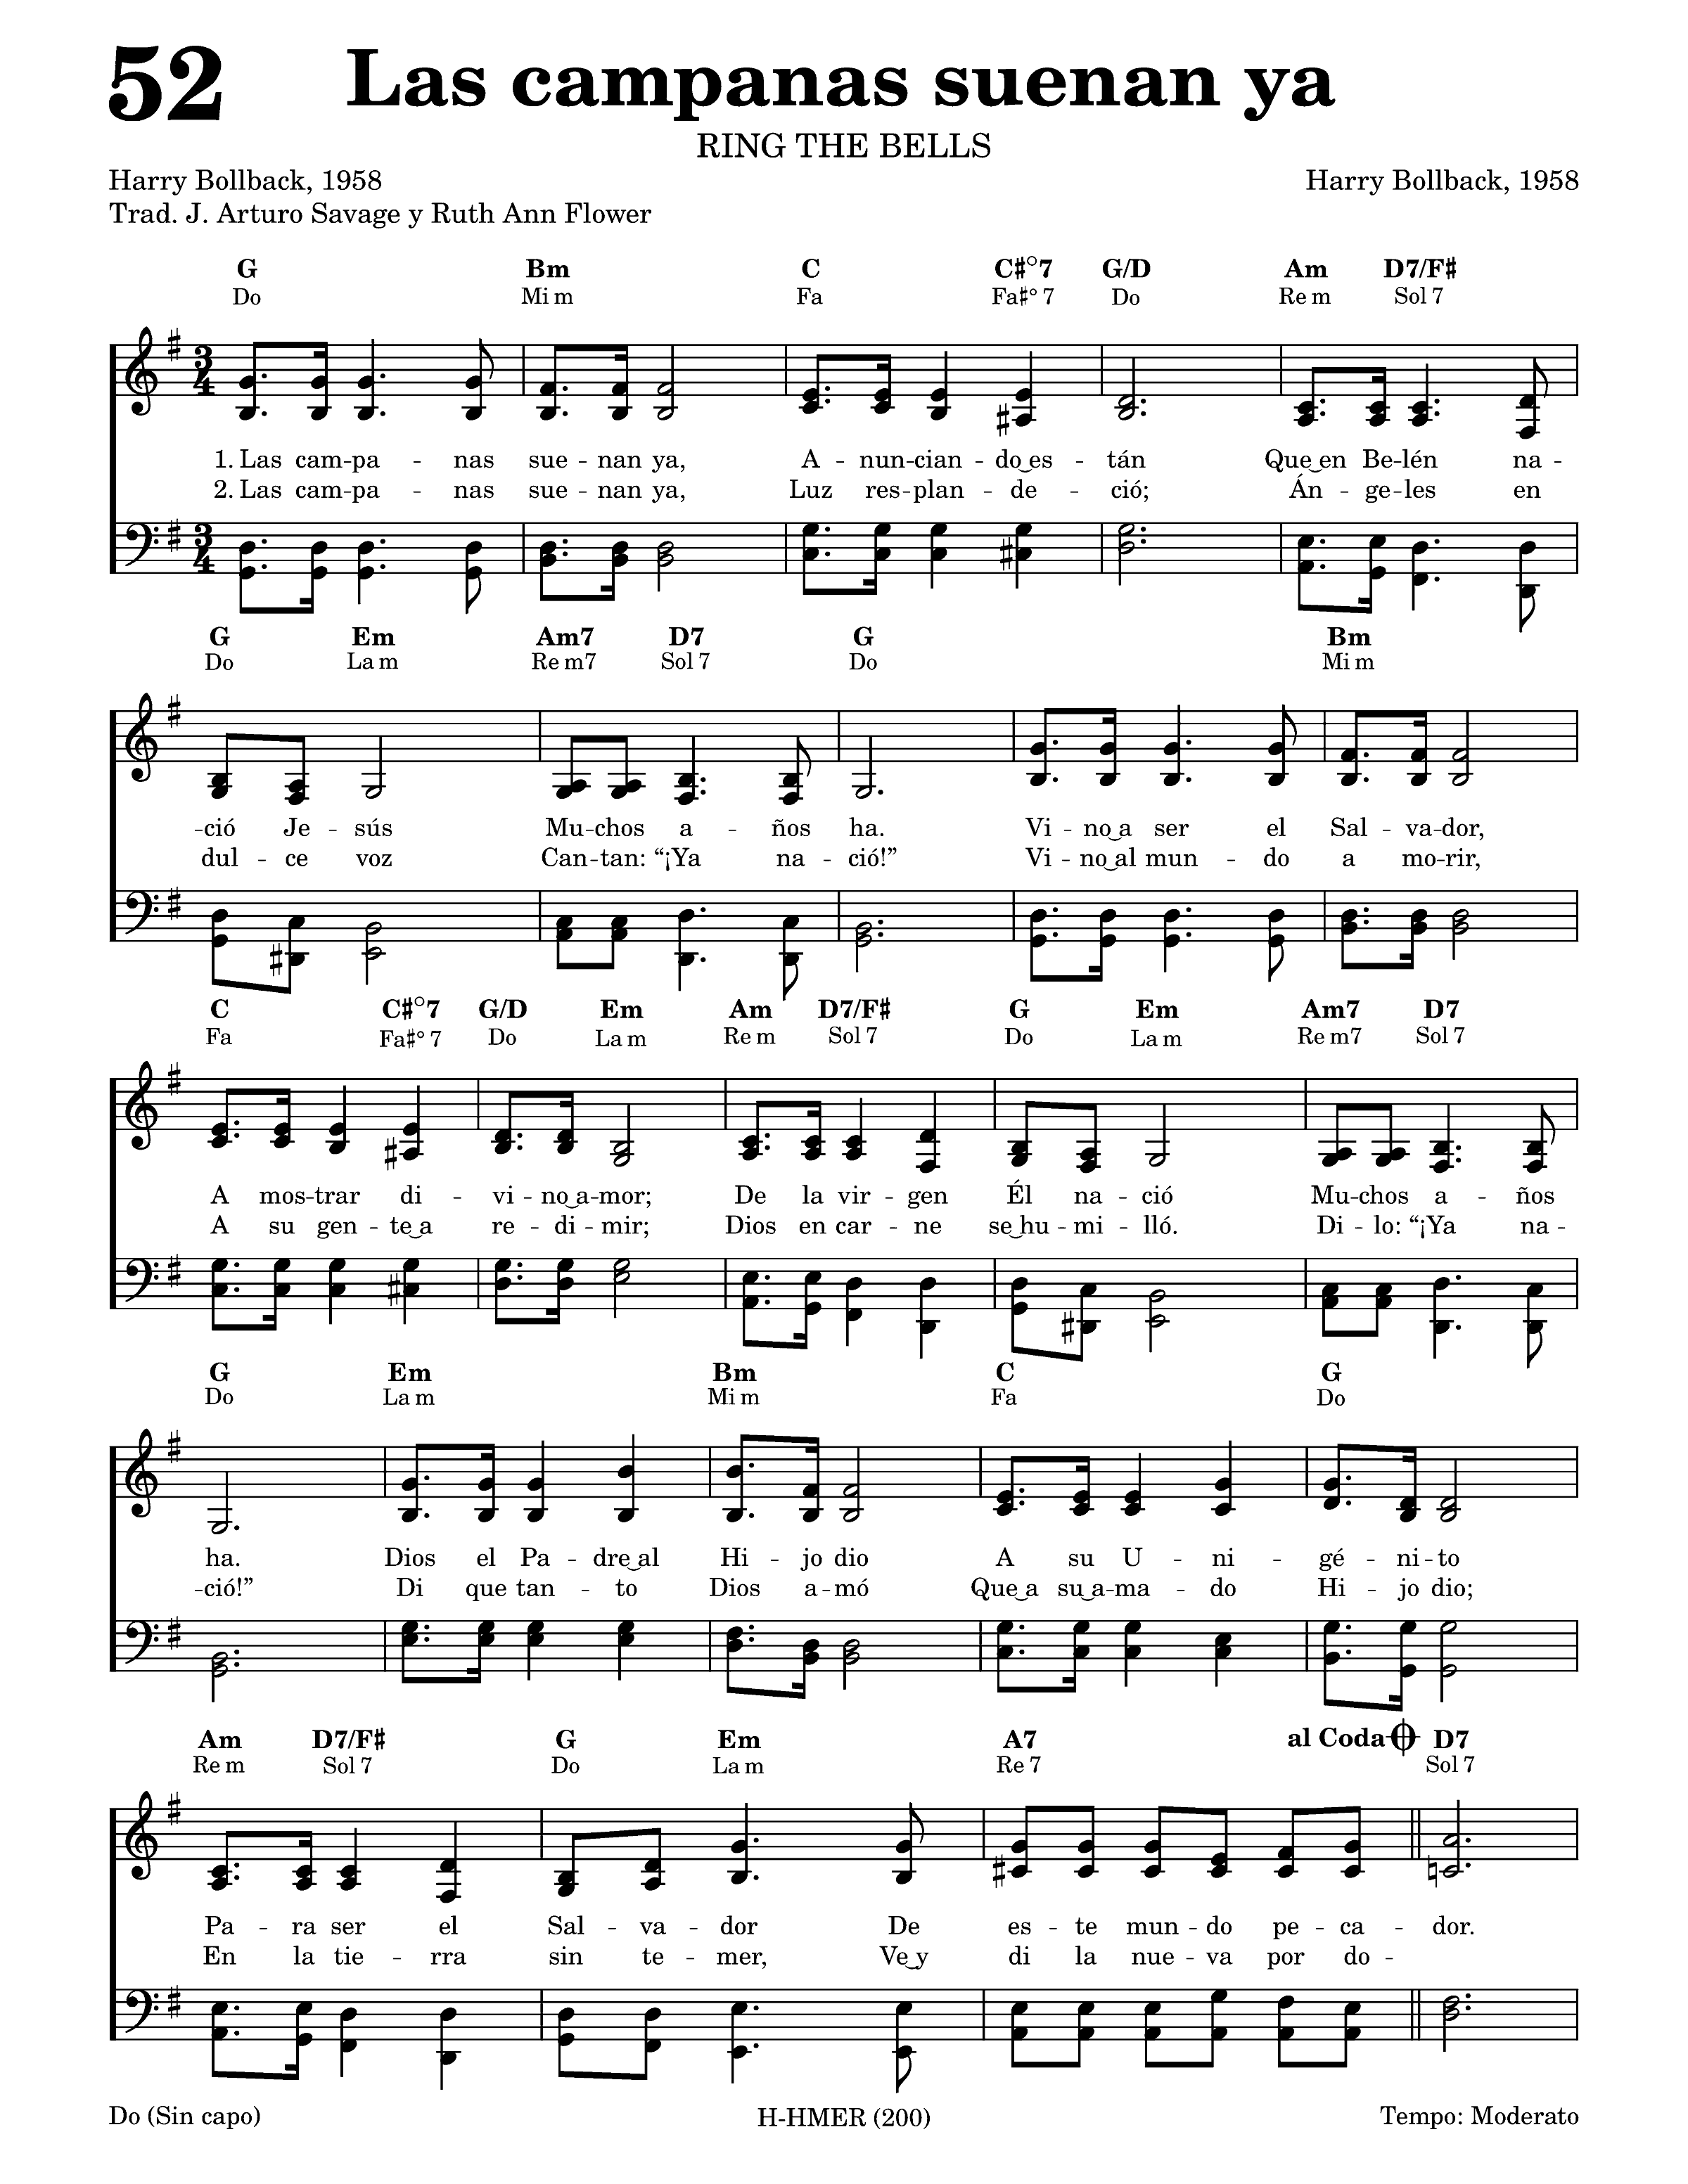 52 Las campanas suenan ya
RING THE BELLS
Harry Bollback, 1958 Harry Bollback, 1958
Trad. J. Arturo Savage y Ruth Ann Flower
G Bm C C♯°7 G/D Am D7/F♯
Do Mi m Fa Fa♯° 7 Do Re m Sol 7
3/4
1. Las cam – pa – nas sue – nan ya, A – nun – cian – do‿es – tán Que‿en Be – lén na –
2. Las cam – pa – nas sue – nan ya, Luz res – plan – de – ció; Án – ge – les en
3/4
G Em Am7 D7 G Bm
Do La m Re m7 Sol 7 Do Mi m
– ció Je – sús Mu – chos a – ños ha. Vi – no‿a ser el Sal – va – dor,
dul – ce voz Can – tan: “¡Ya na – ció!” Vi – no‿al mun – do a mo – rir,
C C♯°7 G/D Em Am D7/F♯ G Em Am7 D7
Fa Fa♯° 7 Do La m Re m Sol 7 Do La m Re m7 Sol 7
A mos – trar di – vi – no‿a – mor; De la vir – gen Él na – ció Mu – chos a – ños
A su gen – te‿a re – di – mir; Dios en car – ne se‿hu – mi – lló. Di – lo: “¡Ya na –
G Em Bm C G
Do La m Mi m Fa Do
ha. Dios el Pa – dre‿al Hi – jo dio A su U – ni – gé – ni – to
– ció!” Di que tan – to Dios a – mó Que‿a su‿a – ma – do Hi – jo dio;
Am D7/F♯ G Em A7 al Coda D7
Re m Sol 7 Do La m Re 7 Sol 7
Pa – ra ser el Sal – va – dor De es – te mun – do pe – ca – dor.
En la tie – rra sin te – mer, Ve‿y di la nue – va por do –
Do (Sin capo) H-HMER (200) Tempo: Moderato